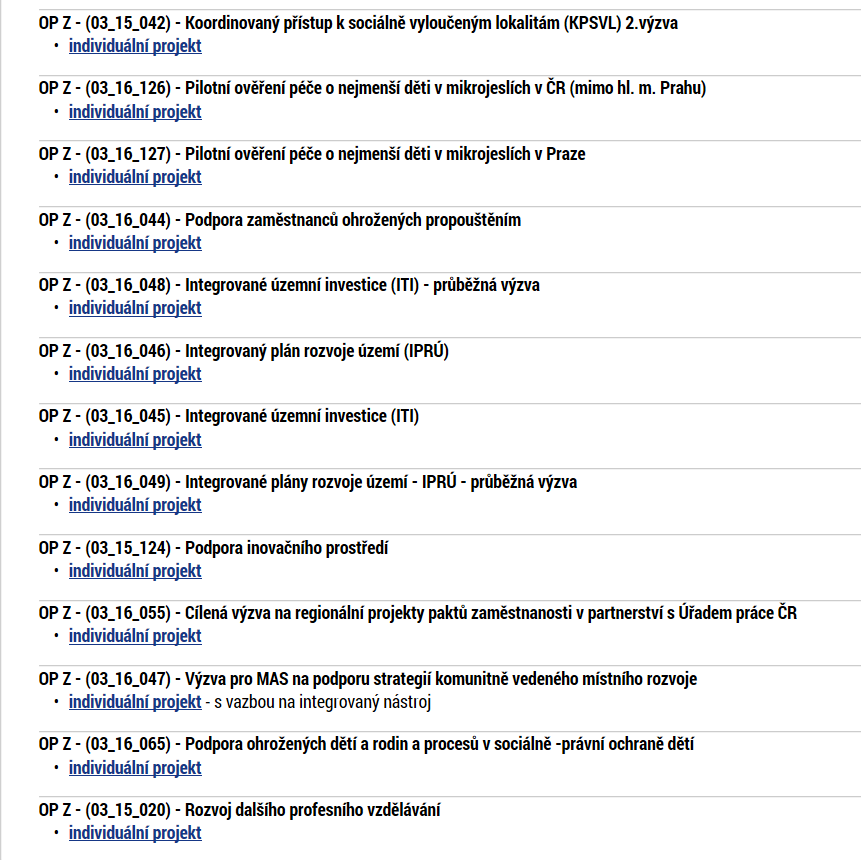 OP Z - (03_15_042) - Koordinovaný přístup k sociálně vyloučeným lokalitám (KPSVL) 2.výzva
• individuální projekt
OP Z - (03_16_126) - Pilotní ověření péče o nejmenší děti v mikrojeslích v ČR (mimo hl. m. Prahu)
• individuální projekt
OP Z - (03_16_127) - Pilotní ověření péče o nejmenší děti v mikrojeslích v Praze
• individuální projekt
OP Z - (03_16_044) - Podpora zaměstnanců ohrožených propouštěním
• individuální projekt
OP Z - (03_16_048) - Integrované územní investice (ITI) - průběžná výzva
• individuální projekt
OP Z - (03_16_046) - Integrovaný plán rozvoje území (IPRÚ)
• individuální projekt
OP Z - (03_16_045) - Integrované územní investice (ITI)
• individuální projekt
OP Z - (03_16_049) - Integrované plány rozvoje území - IPRÚ - průběžná výzva
• individuální projekt
OP Z - (03_15_124) - Podpora inovačního prostředí
• individuální projekt
OP Z - (03_16_055) - Cílená výzva na regionální projekty paktů zaměstnanosti v partnerství s Úřadem práce ČR
• individuální projekt
OP Z - (03_16_047) - Výzva pro MAS na podporu strategií komunitně vedeného místního rozvoje
• individuální projekt - s vazbou na integrovaný nástroj
OP Z - (03_16_065) - Podpora ohrožených dětí a rodin a procesů v sociálně -právní ochraně dětí
• individuální projekt
OP Z - (03_15_020) - Rozvoj dalšího profesního vzdělávání
• individuální projekt